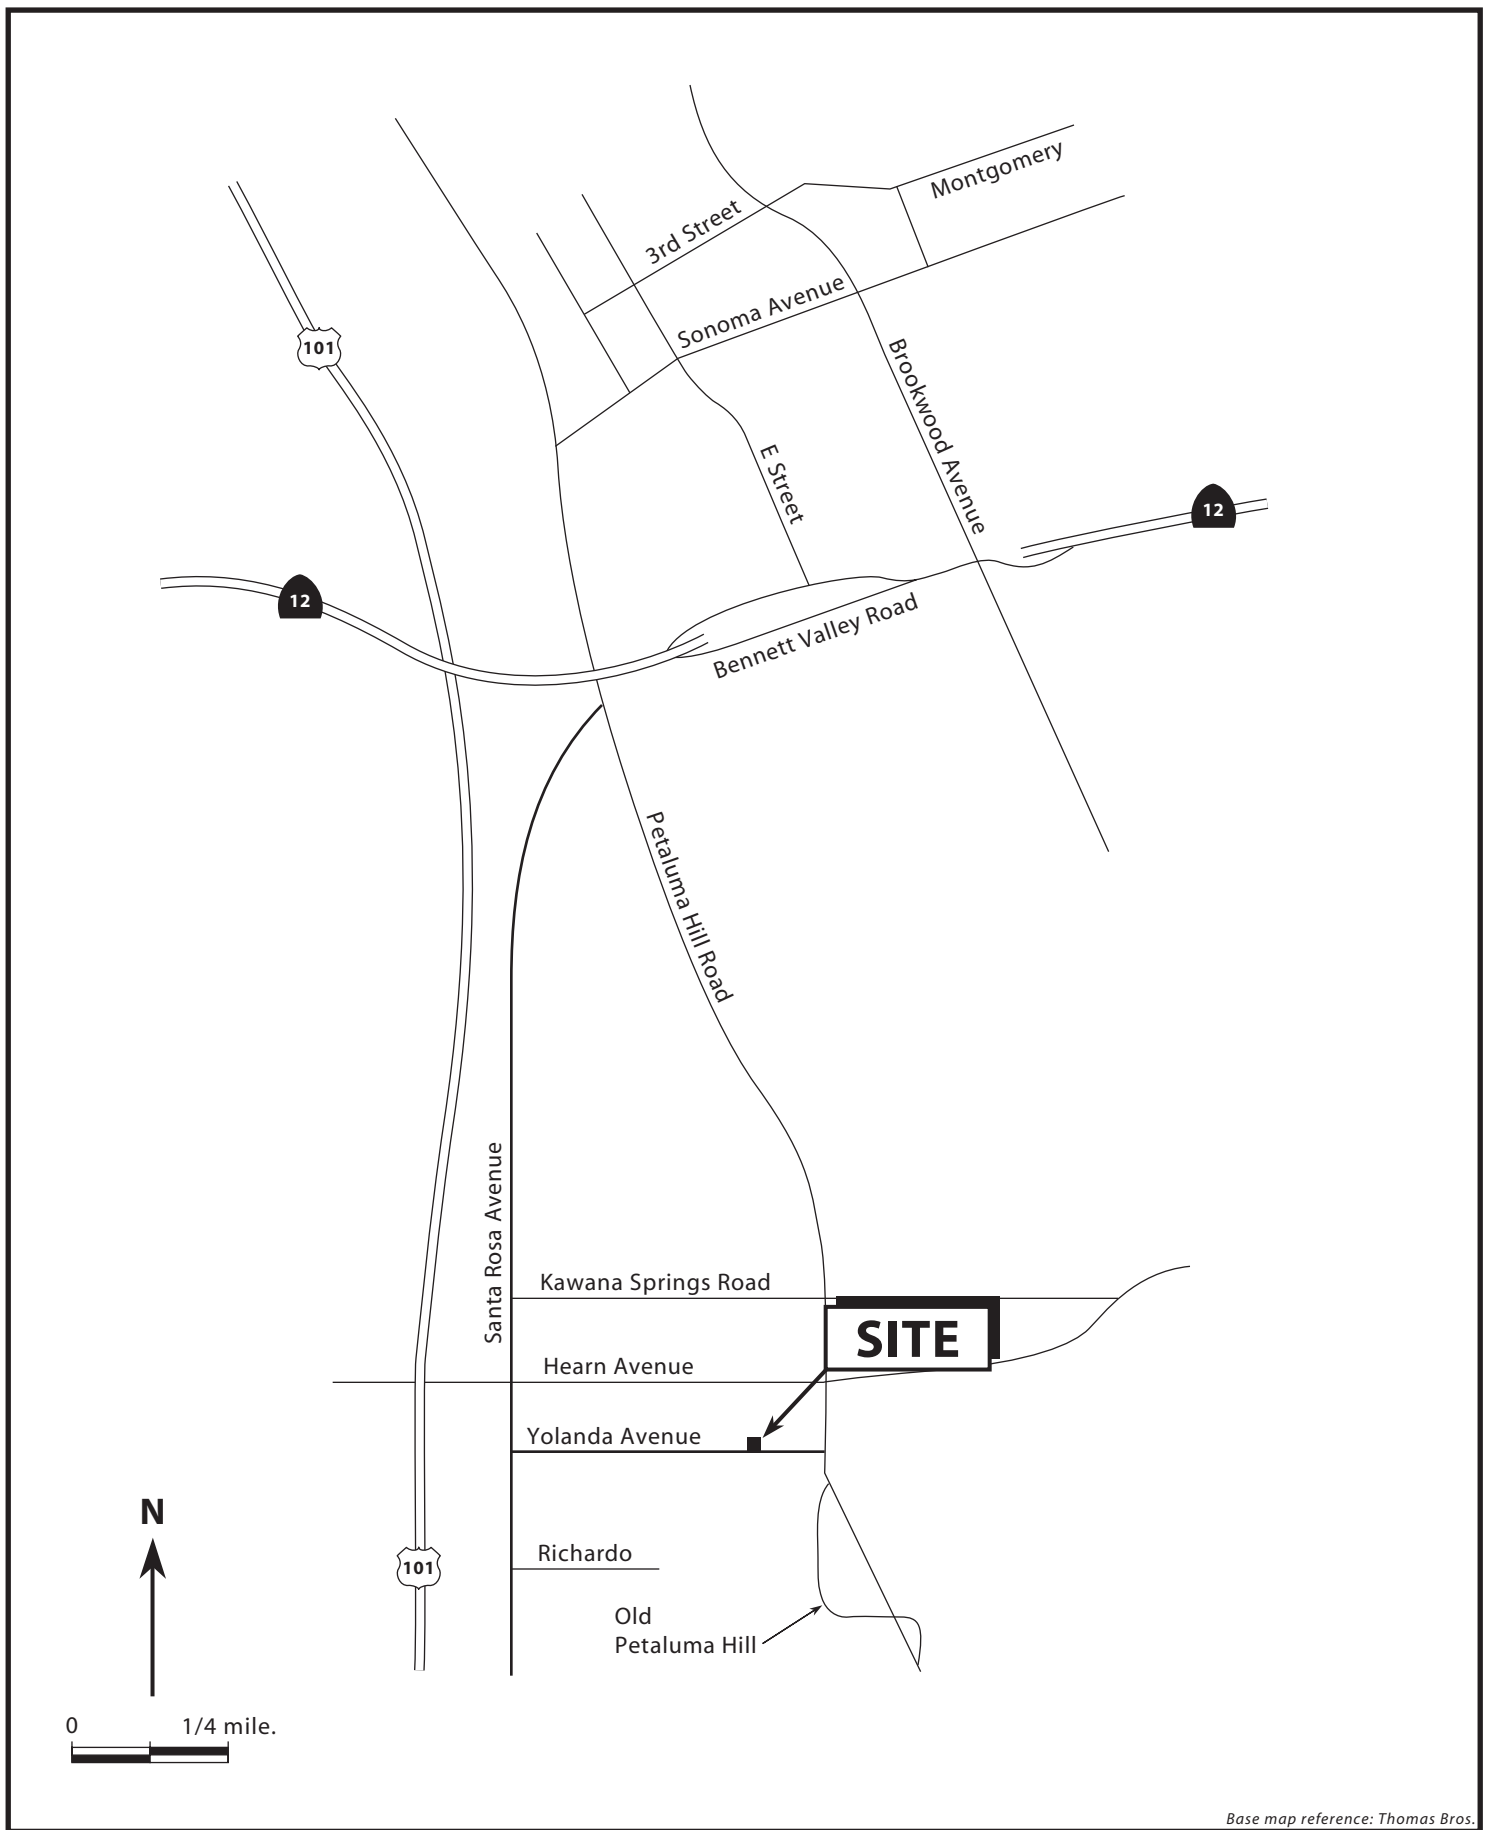 Montgomery
3rd Street
Sonoma Avenue
101
Brookwood Avenue
E Street
12
12
Bennett Valley Road
Petaluma Hill Road
Santa Rosa Avenue
Kawana Springs Road
SITE
Hearn Avenue
Yolanda Avenue
N
Richardo
101
Old
Petaluma Hill
0 1/4 mile.
Base map reference: Thomas Bros.